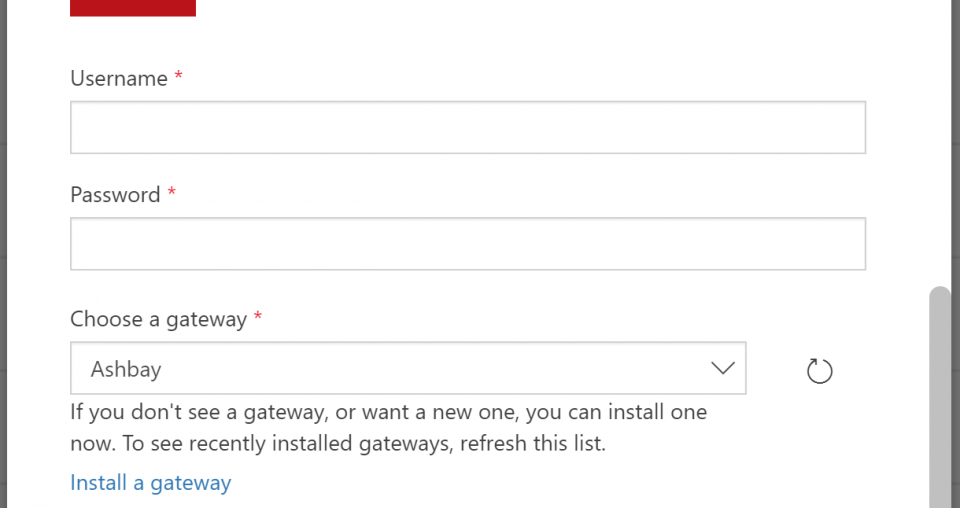 Username *
Password *
Choose a gateway *
Ashbay
If you don't see a gateway, or want a new one, you can install one
now. To see recently installed gateways, refresh this list.
Install a gateway